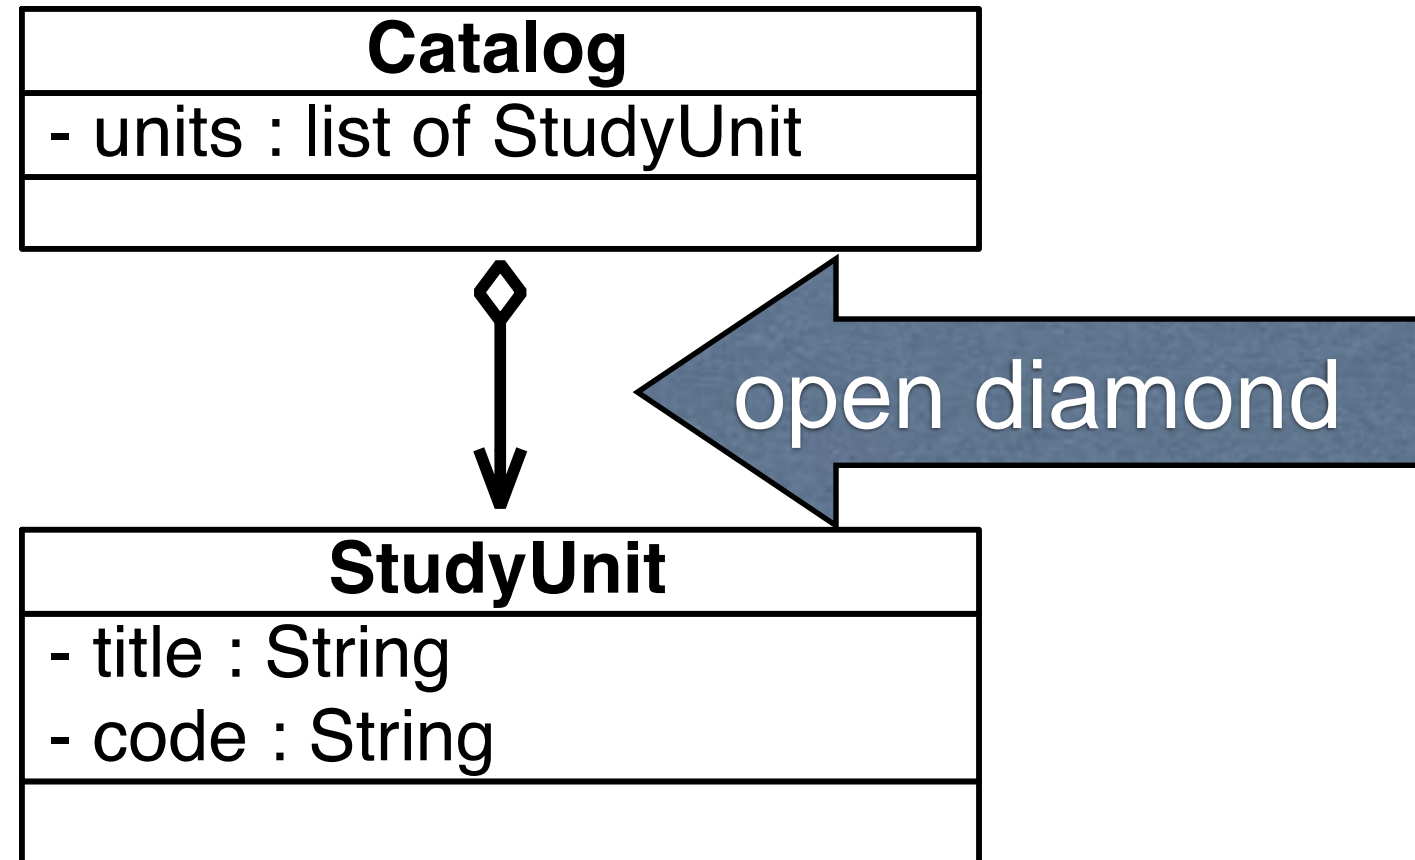 Catalog
- units : list of StudyUnit
open diamond
StudyUnit
- title : String
- code : String